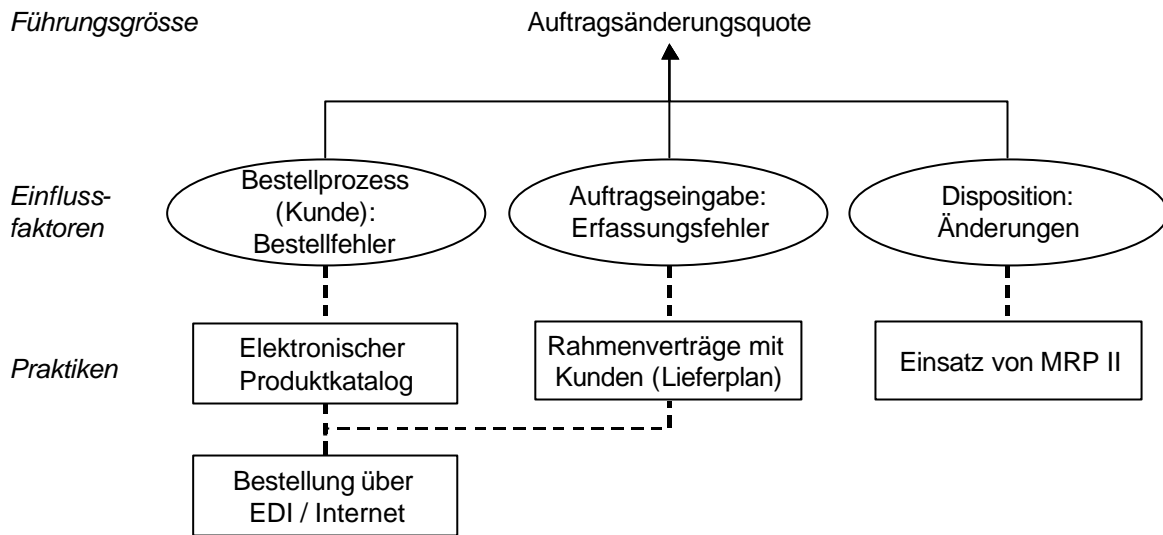 Führungsgrösse
Auftragsänderungsquote
Einfluss-
faktoren
Bestellprozess
(Kunde):
Bestellfehler
Auftragseingabe:
Erfassungsfehler
Disposition:
Änderungen
Praktiken
Elektronischer
Produktkatalog
Rahmenverträge mit
Kunden (Lieferplan)
Einsatz von MRP II
Bestellung über
EDI / Internet